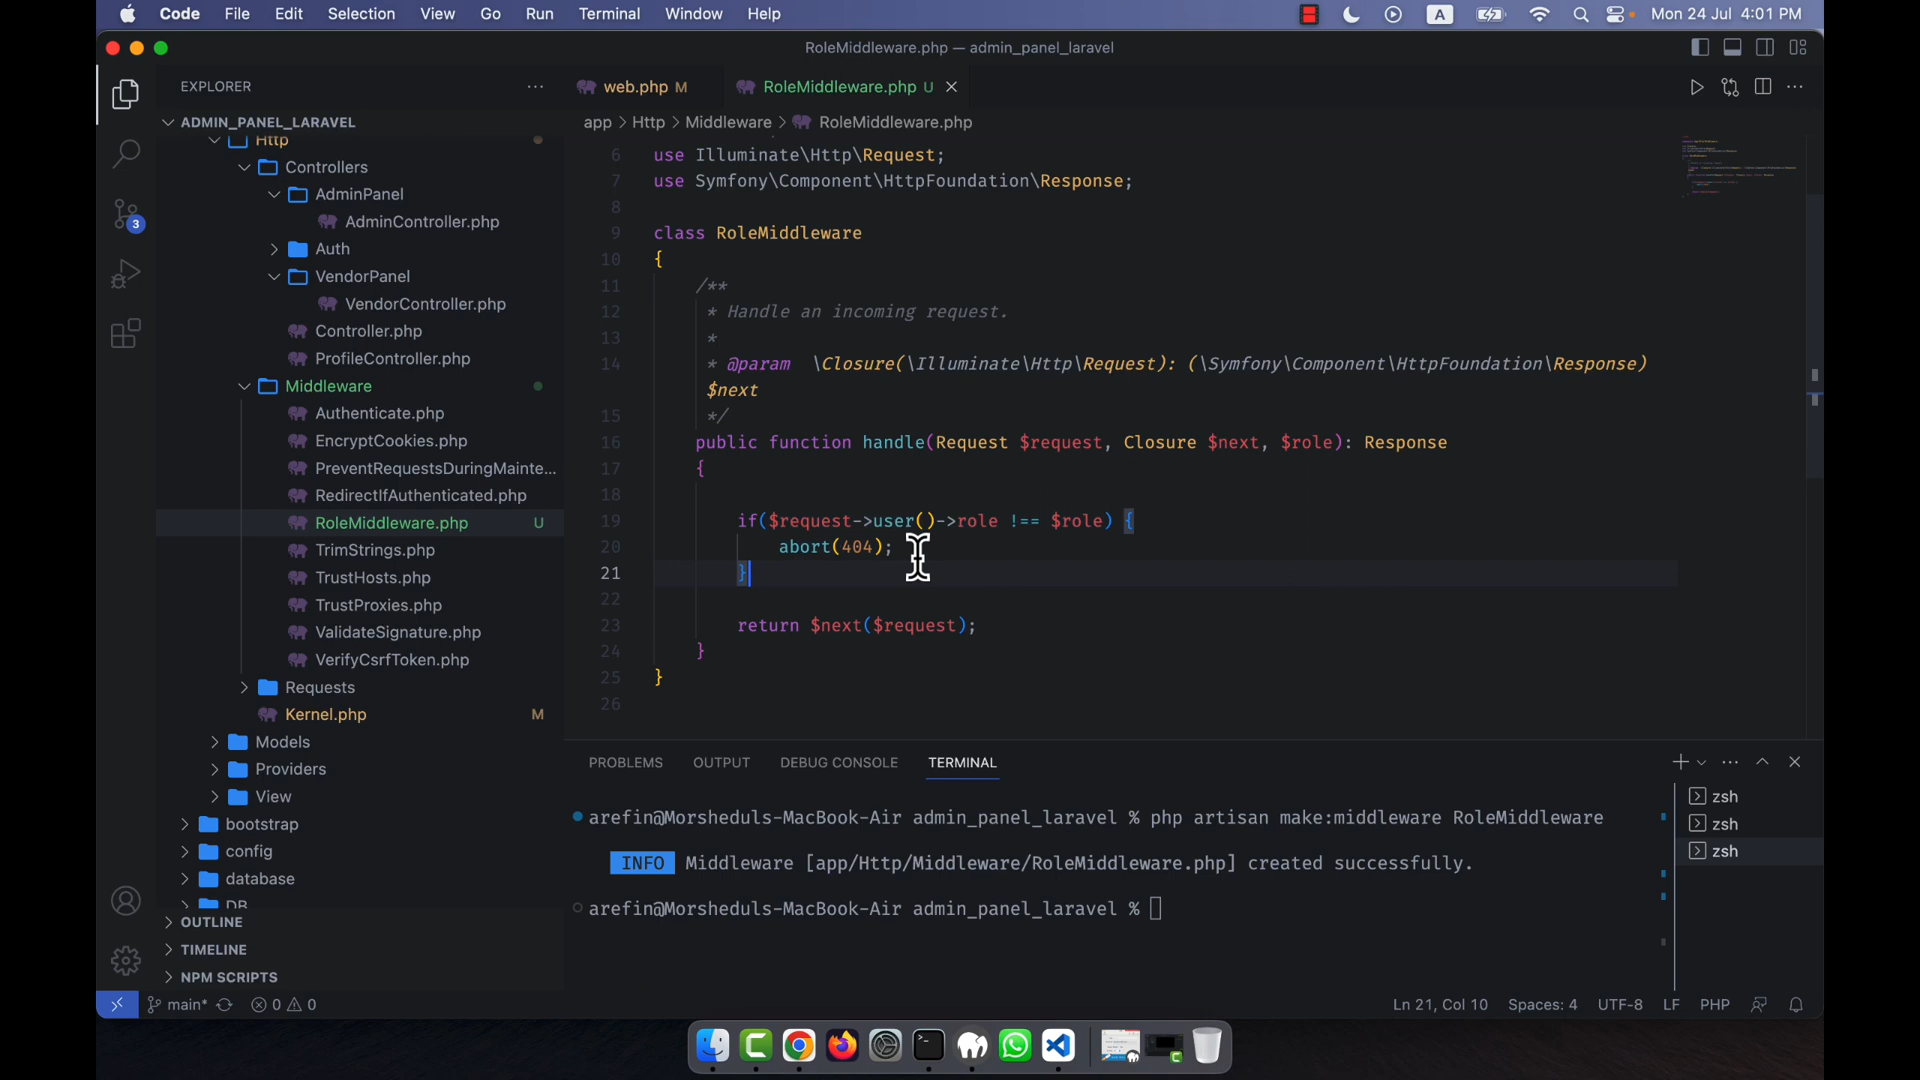 Code File Edit Selection View Go Run Terminal Window Help
A
Mon 24 Jul 4:01 PM
RoleMiddleware.php — admin_panel_laravel
EXPLORER
ADMIN_PANEL_LARAVEL
Http
Controllers
AdminPanel
AdminController.php
Auth
VendorPanel
VendorController.php
Controller.php
ProfileController.php
Middleware
Authenticate.php
EncryptCookies.php
PreventRequestsDuringMainte...
RedirectIfAuthenticated.php
RoleMiddleware.php U
TrimStrings.php
TrustHosts.php
TrustProxies.php
ValidateSignature.php
VerifyCsrfToken.php
Requests
Kernel.php M
Models
Providers
View
bootstrap
config
database
DB
OUTLINE
TIMELINE
NPM SCRIPTS
3
web.php M
RoleMiddleware.php U
app > Http > Middleware > RoleMiddleware.php
6 use Illuminate\Http\Request;
7 use Symfony\Component\HttpFoundation\Response;
8
9 class RoleMiddleware
10 {
11 /**
12 * Handle an incoming request.
13 *
14 * @param \Closure(\Illuminate\Http\Request): (\Symfony\Component\HttpFoundation\Response)
$next
15 */
16 public function handle(Request $request, Closure $next, $role): Response
17 {
18
19 if($request->user()->role !== $role) {
20 abort(404);
21 }
22
23 return $next($request);
24 }
25 }
26
PROBLEMS OUTPUT DEBUG CONSOLE TERMINAL
arefin@Morsheduls-MacBook-Air admin_panel_laravel % php artisan make:middleware RoleMiddleware
INFO Middleware [app/Http/Middleware/RoleMiddleware.php] created successfully.
arefin@Morsheduls-MacBook-Air admin_panel_laravel %
zsh
zsh
zsh
main* 0 0
Ln 21, Col 10 Spaces: 4 UTF-8 LF PHP